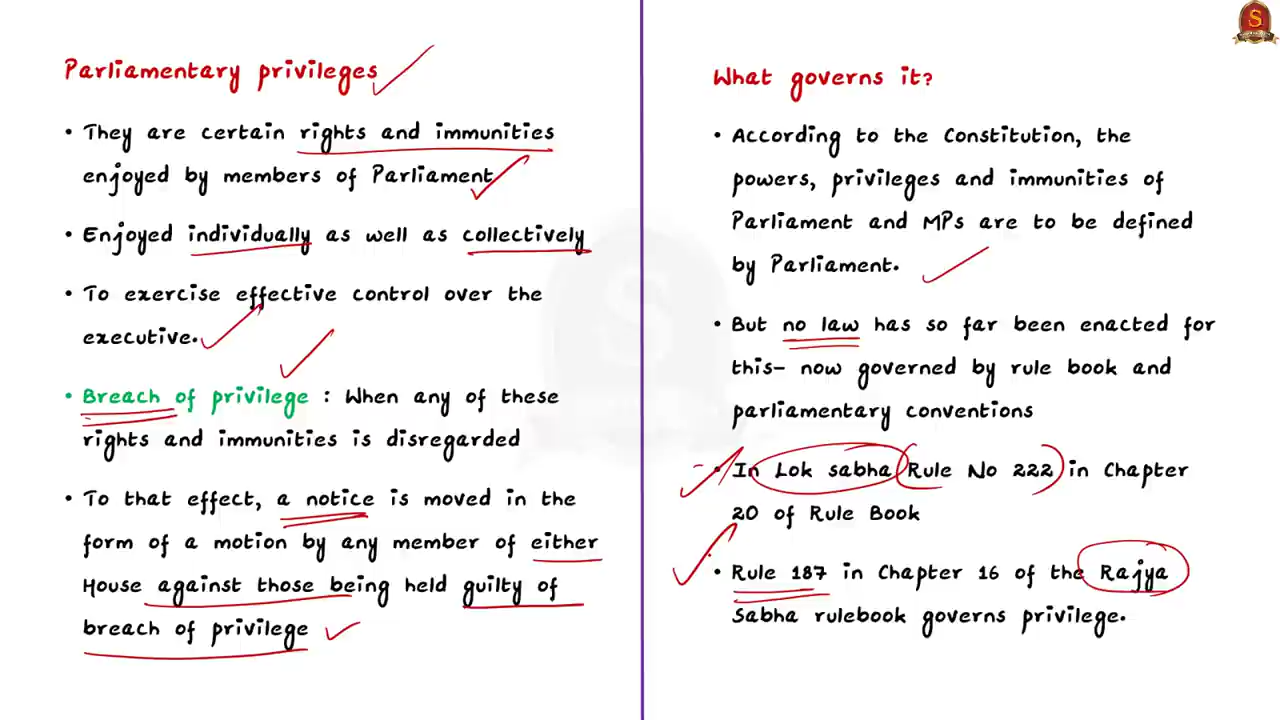 Parliamentary privileges
• They are certain rights and immunities
enjoyed by members of Parliament
• Enjoyed individually as well as collectively
• To exercise effective control over the
executive.
• Breach of privilege : When any of these
rights and immunities is disregarded
• To that effect, a notice is moved in the
form of a motion by any member of either
House against those being held guilty of
breach of privilege
What governs it?
• According to the Constitution, the
powers, privileges and immunities of
Parliament and MPs are to be defined
by Parliament.
• But no law has so far been enacted for
this- now governed by rule book and
parliamentary conventions
• In Lok sabha (Rule No 222) in Chapter
20 of Rule Book
• Rule 187 in Chapter 16 of the Rajya
Sabha rulebook governs privilege.
S